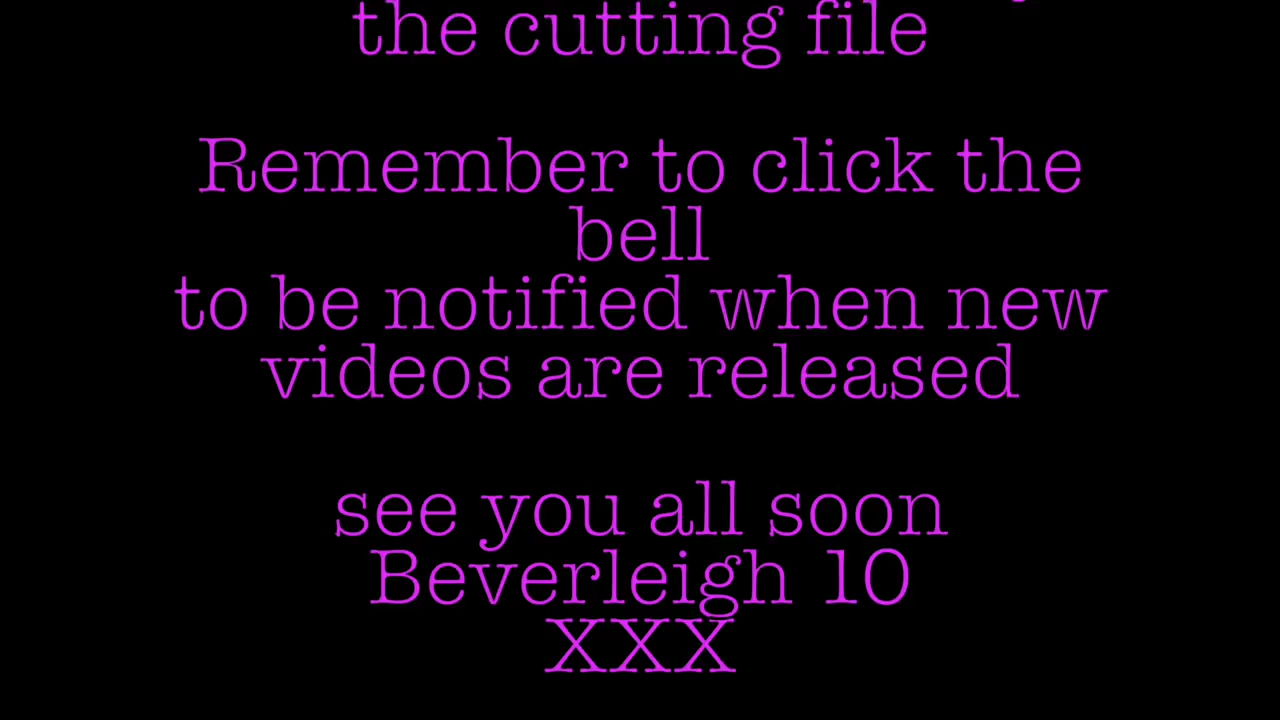 the cutting file
Remember to click the
bell
to be notified when new
videos are released
see you all soon
Beverleigh 10
XXX